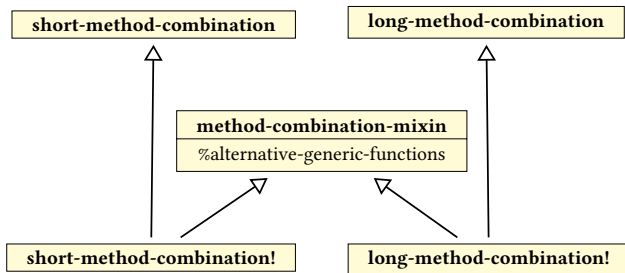 short-method-combination
long-method-combination
method-combination-mixin
%alternative-generic-functions
short-method-combination!
long-method-combination!